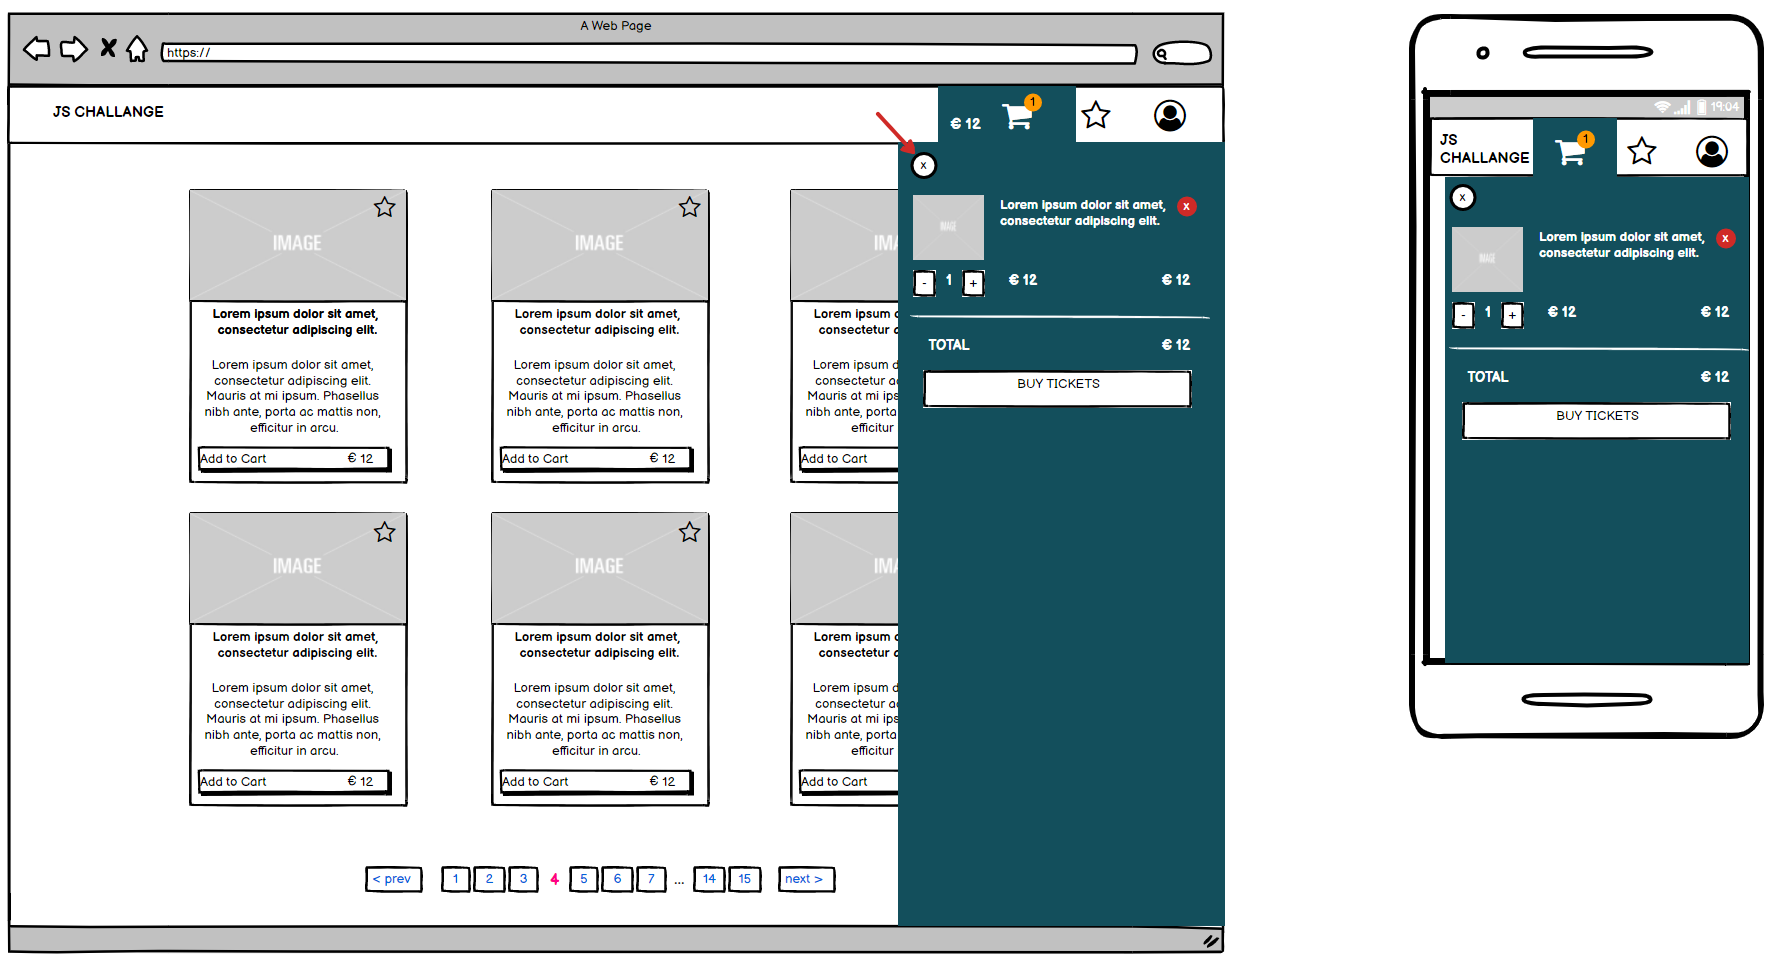 A Web Page
https://
JS CHALLANGE
€ 12
1
x
IMAGE
IMAGE
IMA
IMAGE
Lorem ipsum dolor sit amet,
consectetur adipiscing elit.
x
- 1 +
€ 12
€ 12
TOTAL
€ 12
BUY TICKETS
Lorem ipsum dolor sit amet,
consectetur adipiscing elit.
Lorem ipsum dolor sit amet,
consectetur adipiscing elit.
Mauris at mi ipsum. Phasellus
nibh ante, porta ac mattis non,
efficitur in arcu.
Add to Cart € 12
Lorem ipsum dolor sit amet,
consectetur adipiscing elit.
Lorem ipsum dolor sit amet,
consectetur adipiscing elit.
Mauris at mi ipsum. Phasellus
nibh ante, porta ac mattis non,
efficitur in arcu.
Add to Cart € 12
Lorem ipsum d
consectetur a
Lorem ipsum d
consectetur a
Mauris at mi ips
nibh ante, porta
efficitur
Add to Cart
IMAGE
IMAGE
IMA
Lorem ipsum dolor sit amet,
consectetur adipiscing elit.
Lorem ipsum dolor sit amet,
consectetur adipiscing elit.
Mauris at mi ipsum. Phasellus
nibh ante, porta ac mattis non,
efficitur in arcu.
Add to Cart € 12
Lorem ipsum dolor sit amet,
consectetur adipiscing elit.
Lorem ipsum dolor sit amet,
consectetur adipiscing elit.
Mauris at mi ipsum. Phasellus
nibh ante, porta ac mattis non,
efficitur in arcu.
Add to Cart € 12
Lorem ipsum d
consectetur a
Lorem ipsum d
consectetur a
Mauris at mi ips
nibh ante, porta
efficitur
Add to Cart
< prev 1 2 3 4 5 6 7 ... 14 15 next >
19:04
JS
CHALLANGE
1
x
IMAGE
Lorem ipsum dolor sit amet,
consectetur adipiscing elit.
x
- 1 +
€ 12
€ 12
TOTAL
€ 12
BUY TICKETS